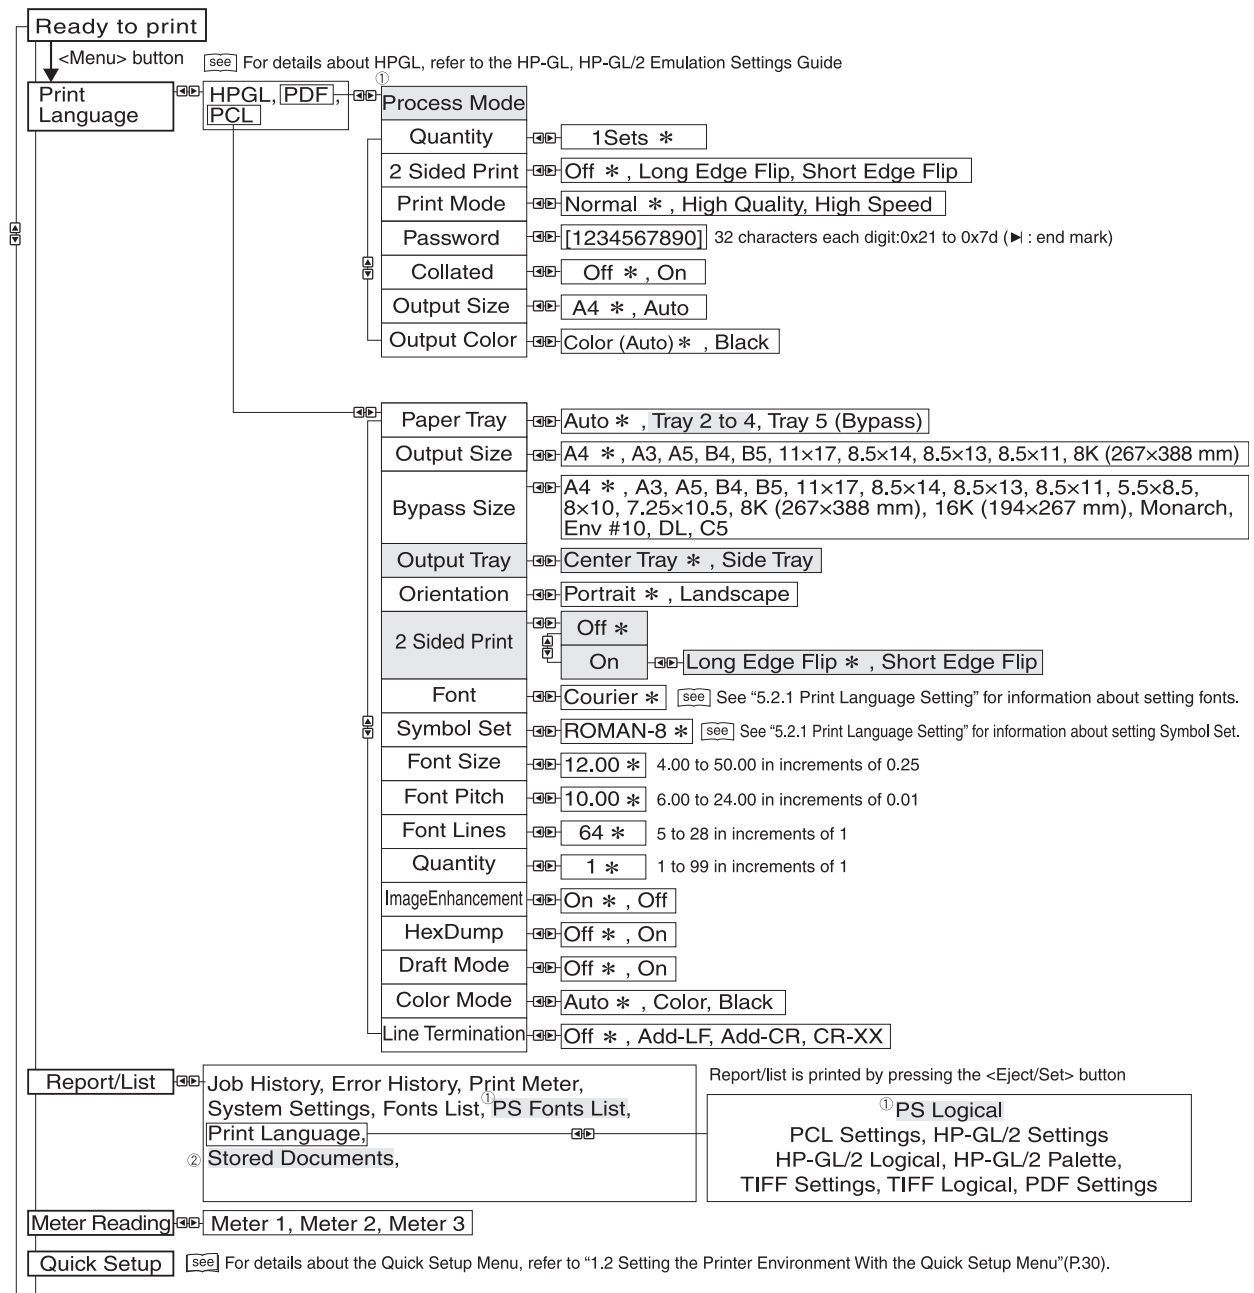 Ready to print
<Menu> button
see For details about HPGL, refer to the HP-GL, HP-GL/2 Emulation Settings Guide
Print
Language
HPGL, PDF,
PCL
①
Process Mode
Quantity
1Sets *
2 Sided Print
Off * , Long Edge Flip, Short Edge Flip
Print Mode
Normal * , High Quality, High Speed
Password
[1234567890] 32 characters each digit:0x21 to 0x7d ( : end mark)
Collated
Off * , On
Output Size
A4 * , Auto
Output Color
Color (Auto) * , Black
Paper Tray
Auto * , Tray 2 to 4, Tray 5 (Bypass)
Output Size
A4 * , A3, A5, B4, B5, 11×17, 8.5×14, 8.5×13, 8.5×11, 8K (267×388 mm)
Bypass Size
A4 * , A3, A5, B4, B5, 11×17, 8.5×14, 8.5×13, 8.5×11, 5.5×8.5,
8×10, 7.25×10.5, 8K (267×388 mm), 16K (194×267 mm), Monarch,
Env #10, DL, C5
Output Tray
Center Tray * , Side Tray
Orientation
Portrait * , Landscape
2 Sided Print
Off *
On
Long Edge Flip * , Short Edge Flip
Font
Courier * see See “5.2.1 Print Language Setting” for information about setting fonts.
Symbol Set
ROMAN-8 * see See “5.2.1 Print Language Setting” for information about setting Symbol Set.
Font Size
12.00 * 4.00 to 50.00 in increments of 0.25
Font Pitch
10.00 * 6.00 to 24.00 in increments of 0.01
Font Lines
64 * 5 to 28 in increments of 1
Quantity
1 * 1 to 99 in increments of 1
ImageEnhancement
On * , Off
HexDump
Off * , On
Draft Mode
Off * , On
Color Mode
Auto * , Color, Black
Line Termination
Off * , Add-LF, Add-CR, CR-XX
Report/List
Job History, Error History, Print Meter,
System Settings, Fonts List, ① PS Fonts List,
Print Language,
② Stored Documents,
Report/list is printed by pressing the <Eject/Set> button
① PS Logical
PCL Settings, HP-GL/2 Settings
HP-GL/2 Logical, HP-GL/2 Palette,
TIFF Settings, TIFF Logical, PDF Settings
Meter Reading
Meter 1, Meter 2, Meter 3
Quick Setup
see For details about the Quick Setup Menu, refer to “1.2 Setting the Printer Environment With the Quick Setup Menu”(P.30).